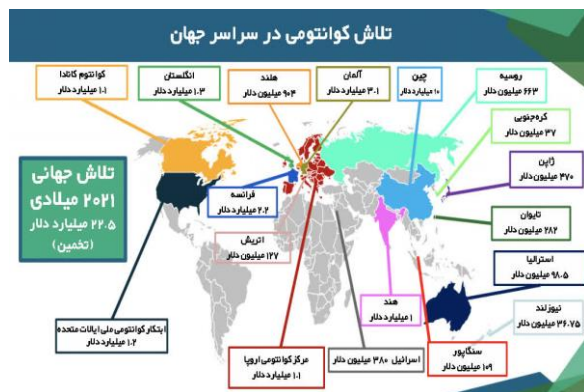 تلاش کوانتومی در سراسر جهان
کوانتوم کانادا
۱.۱ میلیارد دلار
انگلستان
۱.۳ میلیارد دلار
هلند
۹۰۴ میلیون دلار
آلمان
۳.۱ میلیارد دلار
چین
۱۰ میلیارد دلار
روسیه
۶۶۳ میلیون دلار
کره‌جنوبی
۳۷ میلیون دلار
ژاپن
۴۷۰ میلیون دلار
تایوان
۲۸۲ میلیون دلار
استرالیا
۹۸.۵ میلیون دلار
نیوزلند
۳۶.۷۵ میلیون دلار
تلاش جهانی
۲۰۲۱ میلادی
۲۲.۵ میلیارد دلار
(تخمین)
فرانسه
۲.۲ میلیارد دلار
اتریش
۱۲۷ میلیون دلار
ابتکار کوانتومی ملی ایالات متحده
۱.۲ میلیارد دلار
مرکز کوانتومی اروپا
۱.۱ میلیارد دلار
اسرائیل ۳۸۰ میلیون دلار
هند
۱ میلیارد دلار
سنگاپور
۱۰۹ میلیون دلار